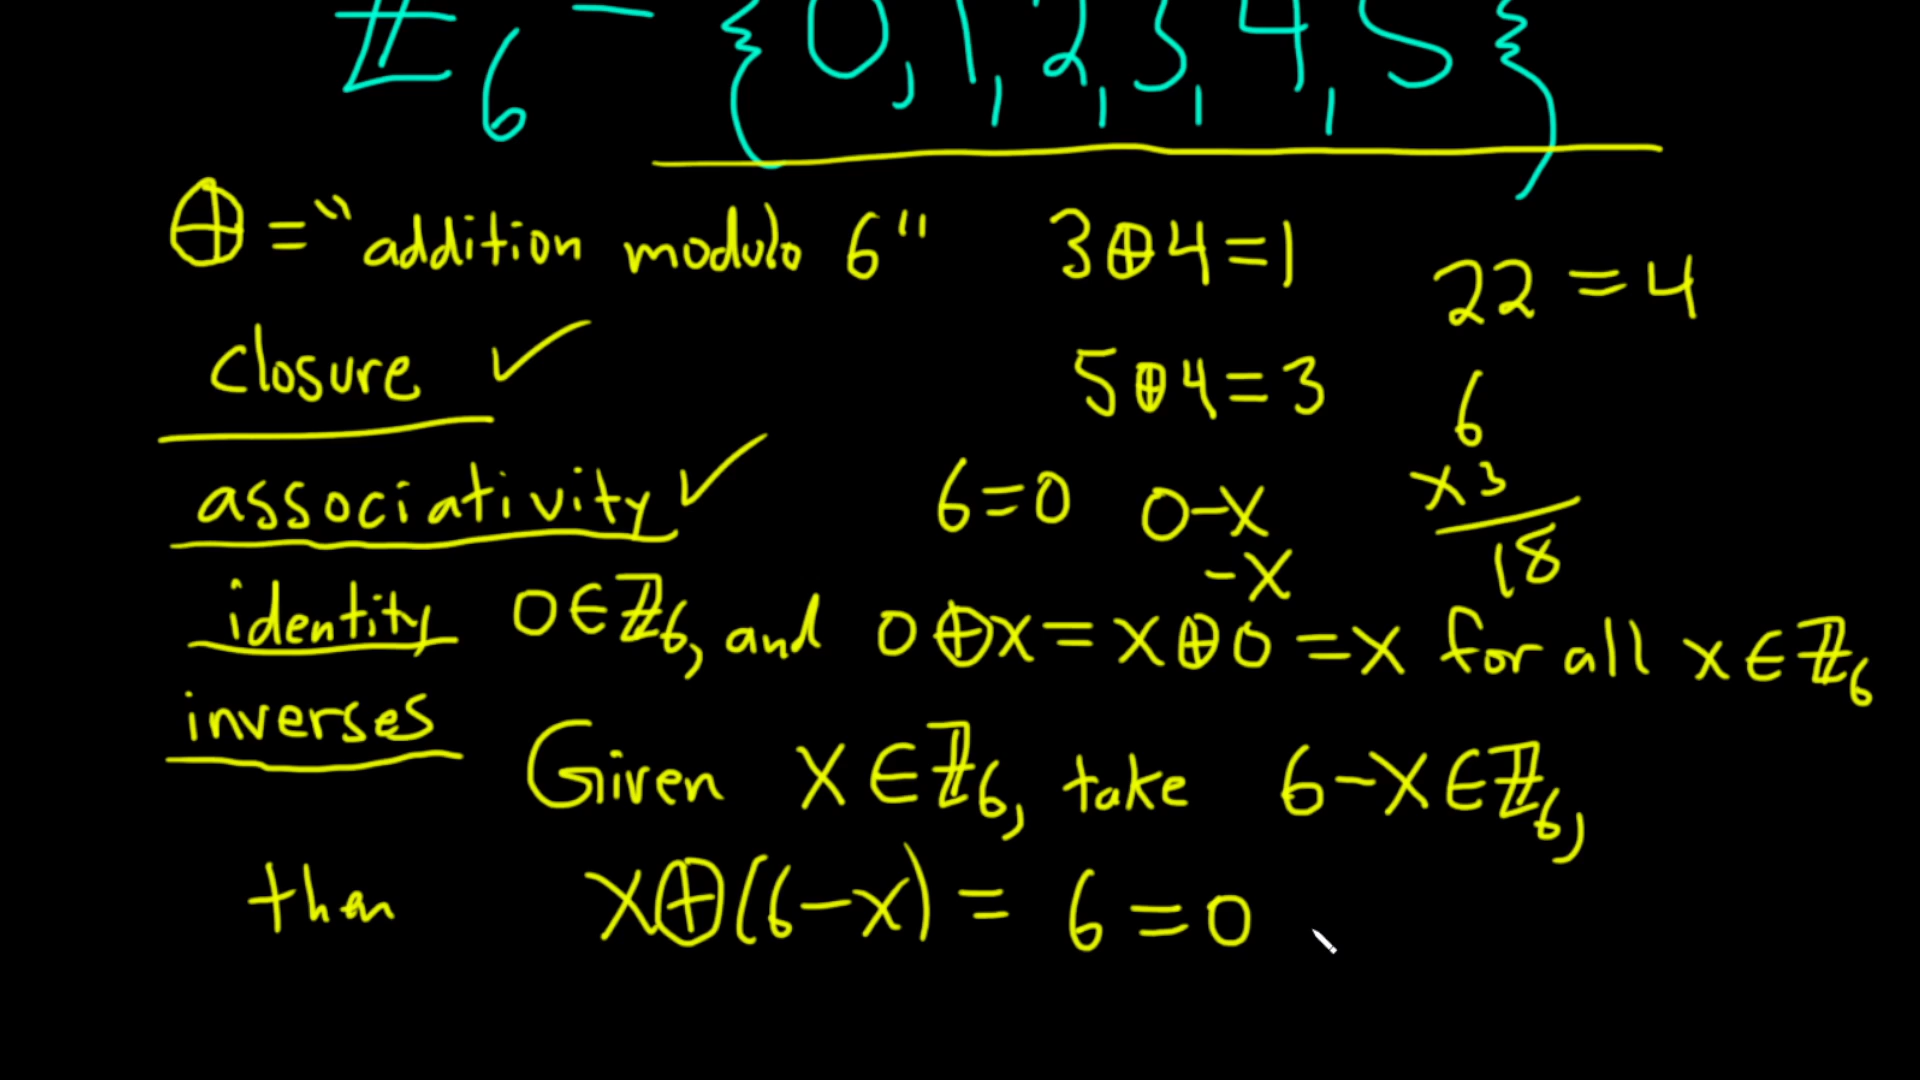 ℤ₆ = {0, 1, 2, 3, 4, 5}
⊕ = "addition modulo 6" 3⊕4=1 22=4
closure ✓ 5⊕4=3 6
associativity ✓ 6=0 0-x x3
-x 18
identity 0∈ℤ₆, and 0⊕x = x⊕0 = x for all x∈ℤ₆
inverses Given x∈ℤ₆, take 6-x∈ℤ₆,
then x⊕(6-x) = 6 = 0